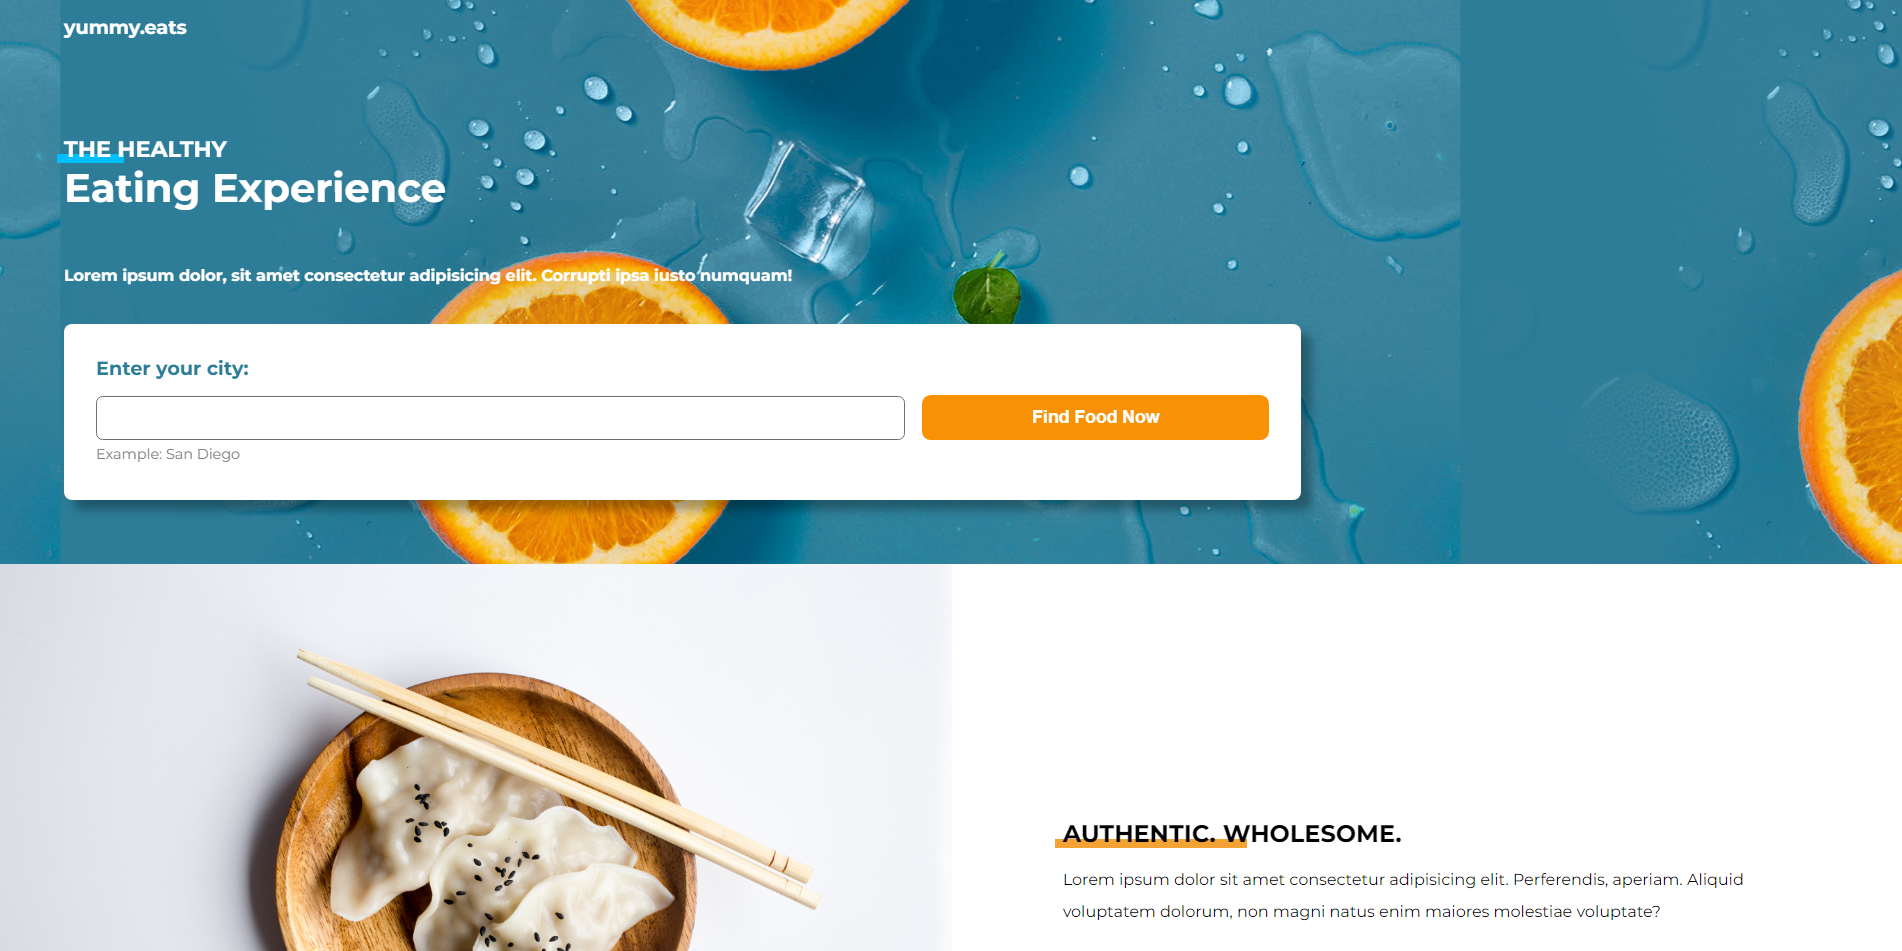 yummy.eats
THE HEALTHY
Eating Experience
Lorem ipsum dolor, sit amet consectetur adipisicing elit. Corrupti ipsa iusto numquam!
Enter your city:
Find Food Now
Example: San Diego
AUTHENTIC. WHOLESOME.
Lorem ipsum dolor sit amet consectetur adipisicing elit. Perferendis, aperiam. Aliquid
voluptatem dolorum, non magni natus enim maiores molestiae voluptate?